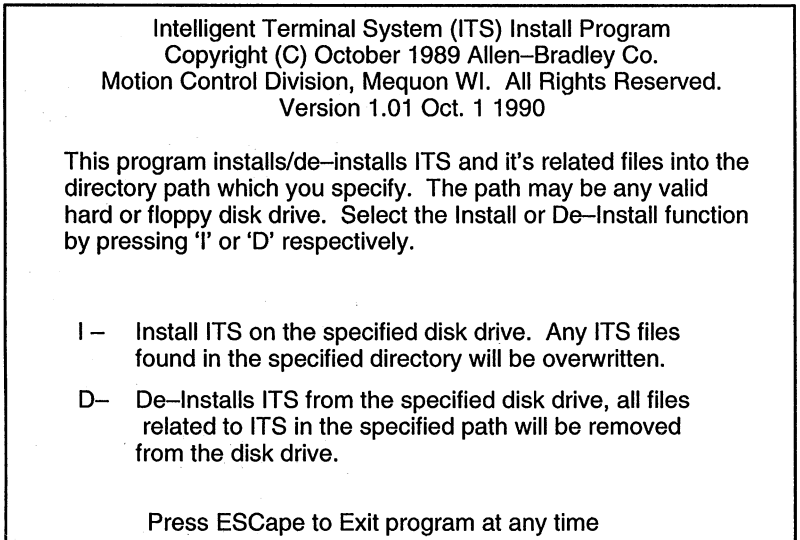 Intelligent Terminal System (ITS) Install Program
Copyright (C) October 1989 Allen–Bradley Co.
Motion Control Division, Mequon WI.  All Rights Reserved.
Version 1.01 Oct. 1 1990
This program installs/de–installs ITS and it's related files into the
directory path which you specify.  The path may be any valid
hard or floppy disk drive.  Select the Install or De–Install function
by pressing ‘I’ or ‘D’ respectively.
I –  Install ITS on the specified disk drive.  Any ITS files
found in the specified directory will be overwritten.
D–  De–Installs ITS from the specified disk drive, all files
related to ITS in the specified path will be removed
from the disk drive.
Press ESCape to Exit program at any time